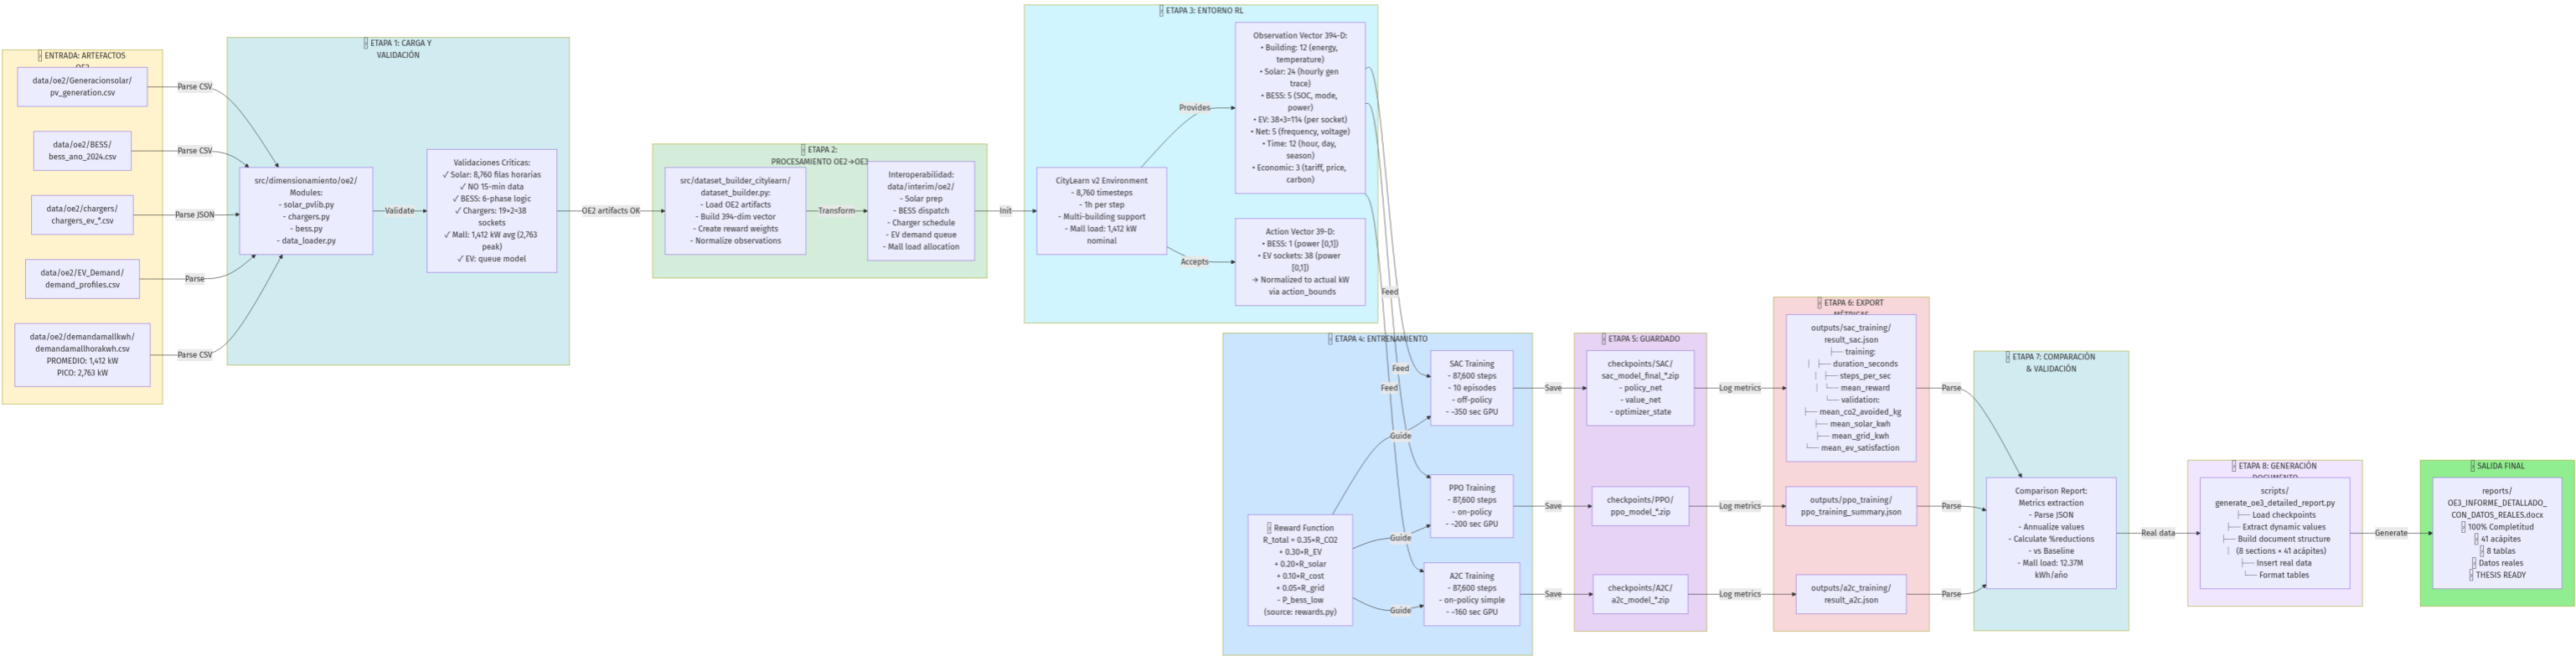 ENTRADA: ARTEFACTOS
OE2
data/oe2/Generacionsolar/
pv_generation.csv
data/oe2/BESS/
bess_ano_2024.csv
data/oe2/chargers/
chargers_ev_*.csv
data/oe2/EV_Demand/
demand_profiles.csv
data/oe2/demandamallkwh/
demandamallhorakwh.csv
PROMEDIO: 1,412 kW
PICO: 2,763 kW
Parse CSV
Parse CSV
Parse JSON
Parse
Parse CSV
ETAPA 1: CARGA Y
VALIDACIÓN
src/dimensionamiento/oe2/
Modules:
- solar_pvlib.py
- chargers.py
- bess.py
- data_loader.py
Validate
Validaciones Críticas:
✓ Solar: 8,760 filas horarias
✓ NO 15-min data
✓ BESS: 6-phase logic
✓ Chargers: 19×2=38
sockets
✓ Mall: 1,412 kW avg (2,763
peak)
✓ EV: queue model
OE2 artifacts OK
ETAPA 2:
PROCESAMIENTO OE2→OE3
src/dataset_builder_citylearn/
dataset_builder.py:
- Load OE2 artifacts
- Build 394-dim vector
- Create reward weights
- Normalize observations
Transform
Interoperabilidad:
data/interim/oe2/
- Solar prep
- BESS dispatch
- Charger schedule
- EV demand queue
- Mall load allocation
Init
ETAPA 3: ENTORNO RL
CityLearn v2 Environment
- 8,760 timesteps
- 1h per step
- Multi-building support
- Mall load: 1,412 kW
nominal
Provides
Accepts
Observation Vector 394-D:
• Building: 12 (energy,
temperature)
• Solar: 24 (hourly gen
trace)
• BESS: 5 (SOC, mode,
power)
• EV: 38×3=114 (per socket)
• Net: 5 (frequency, voltage)
• Time: 12 (hour, day,
season)
• Economic: 3 (tariff, price,
carbon)
Action Vector 39-D:
• BESS: 1 (power [0,1])
• EV sockets: 38 (power
[0,1])
→ Normalized to actual kW
via action_bounds
Feed
Feed
Feed
ETAPA 4: ENTRENAMIENTO
Reward Function
R_total = 0.35×R_CO2
+ 0.30×R_EV
+ 0.20×R_solar
+ 0.10×R_cost
+ 0.05×R_grid
- P_bess_low
(source: rewards.py)
Guide
Guide
Guide
SAC Training
- 87,600 steps
- 10 episodes
- off-policy
- ~350 sec GPU
PPO Training
- 87,600 steps
- on-policy
- ~200 sec GPU
A2C Training
- 87,600 steps
- on-policy simple
- ~160 sec GPU
Save
Save
Save
ETAPA 5: GUARDADO
checkpoints/SAC/
sac_model_final_*.zip
- policy_net
- value_net
- optimizer_state
checkpoints/PPO/
ppo_model_*.zip
checkpoints/A2C/
a2c_model_*.zip
Log metrics
Log metrics
Log metrics
ETAPA 6: EXPORT
MÉTRICAS
outputs/sac_training/
result_sac.json
├── training:
│ ├── duration_seconds
│ ├── steps_per_sec
│ └── mean_reward
└── validation:
├── mean_co2_avoided_kg
├── mean_solar_kwh
├── mean_grid_kwh
└── mean_ev_satisfaction
outputs/ppo_training/
ppo_training_summary.json
outputs/a2c_training/
result_a2c.json
Parse
Parse
Parse
ETAPA 7: COMPARACIÓN
& VALIDACIÓN
Comparison Report:
Metrics extraction
- Parse JSON
- Annualize values
- Calculate %reductions
- vs Baseline
- Mall load: 12.37M
kWh/año
Real data
ETAPA 8: GENERACIÓN
DOCUMENTO
scripts/
generate_oe3_detailed_report.py
├── Load checkpoints
├── Extract dynamic values
├── Build document structure
│ (8 sections × 41 acápites)
├── Insert real data
└── Format tables
Generate
SALIDA FINAL
reports/
OE3_INFORME_DETALLADO_
CON_DATOS_REALES.docx
100% Completitud
41 acápites
8 tablas
Datos reales
THESIS READY